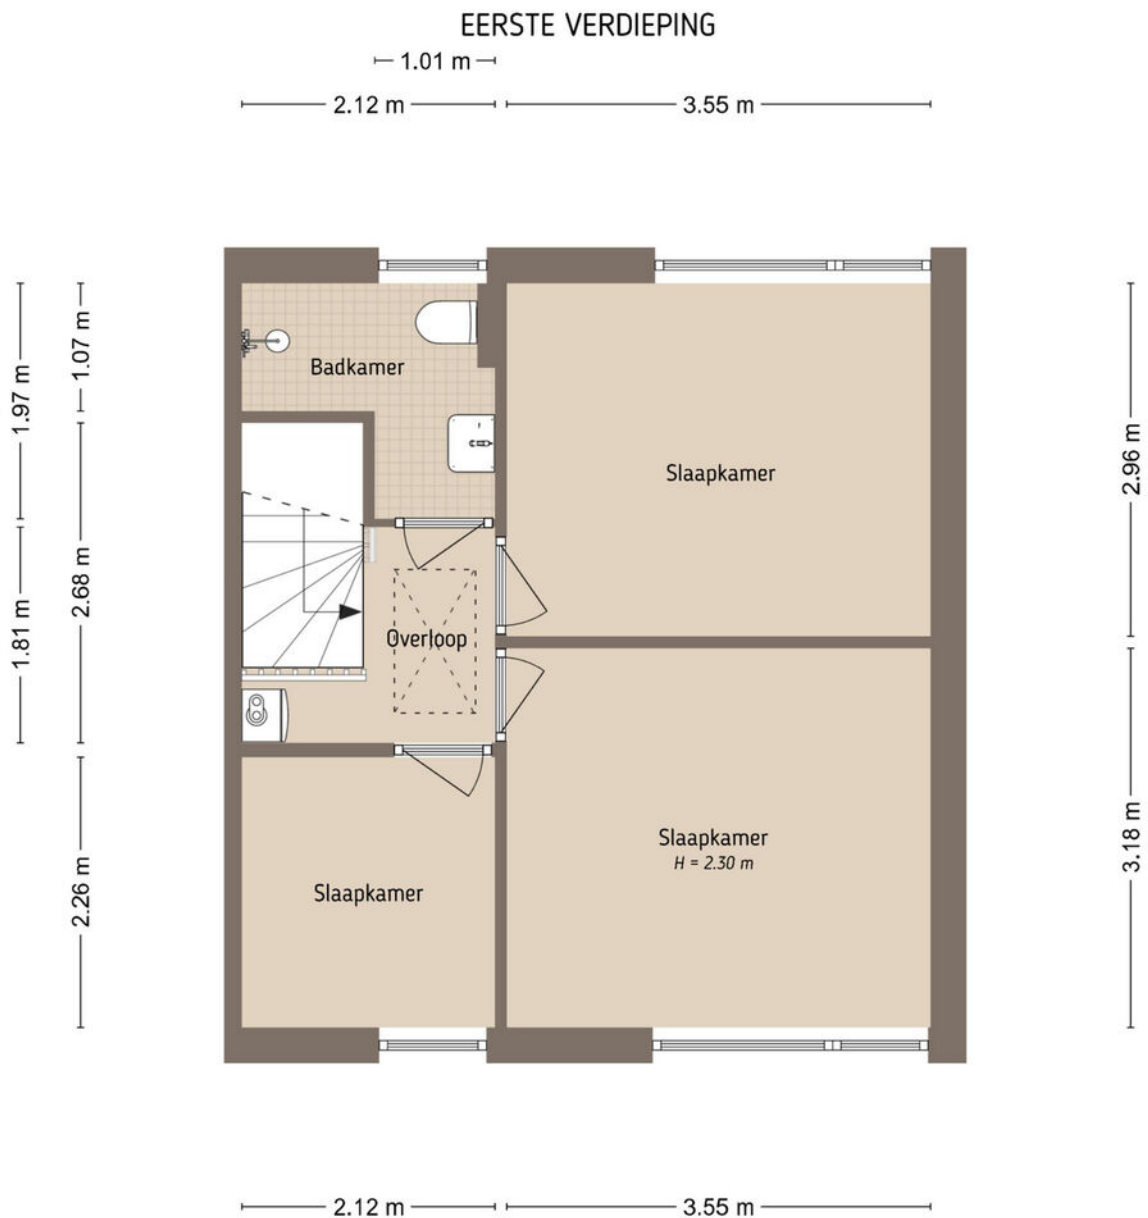 EERSTE VERDIEPING
1.01 m
2.12 m
3.55 m
1.97 m
1.07 m
Badkamer
Slaapkamer
2.96 m
2.68 m
1.81 m
Overloop
Slaapkamer
H = 2.30 m
3.18 m
2.26 m
Slaapkamer
2.12 m
3.55 m